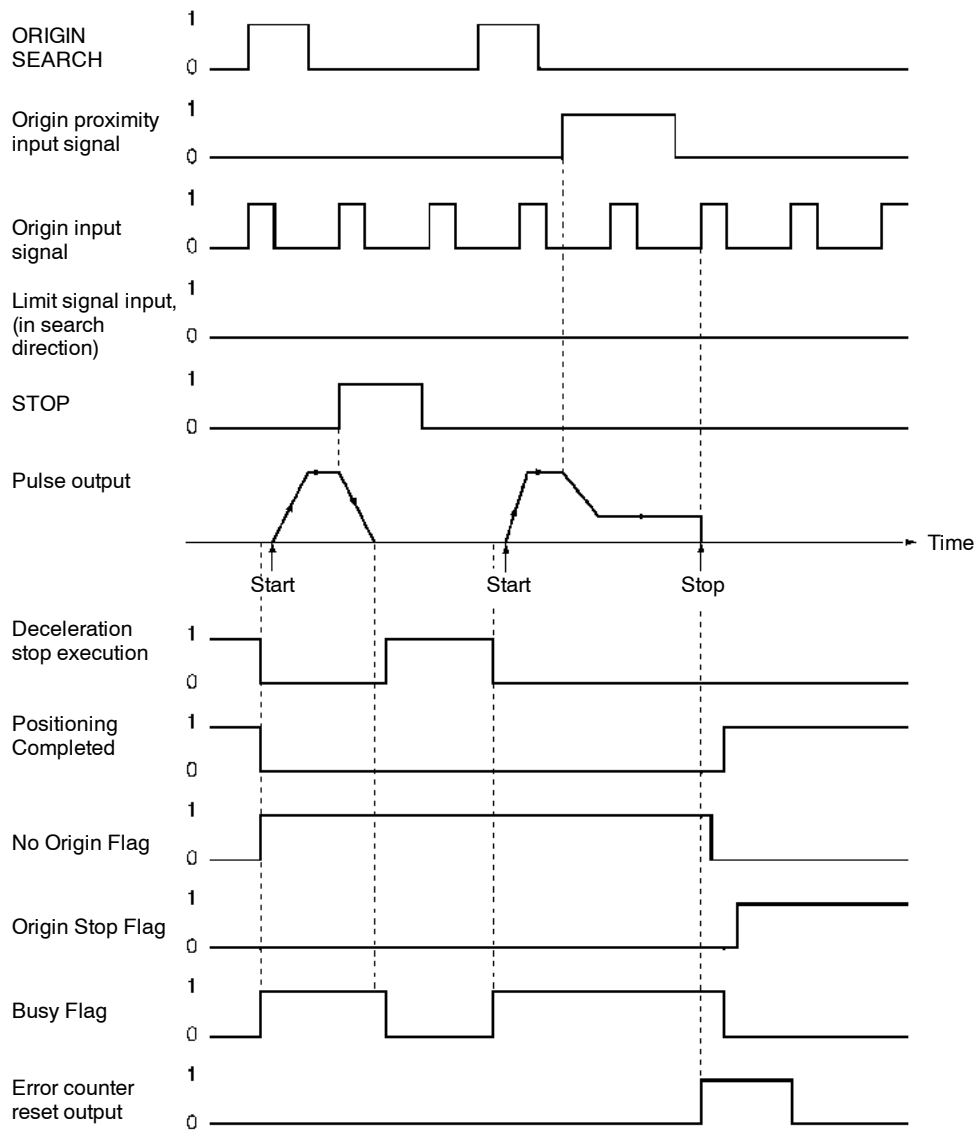 1
ORIGIN
SEARCH
0
1
Origin proximity
input signal
0
1
Origin input
signal
0
1
Limit signal input,
(in search
direction)
0
1
STOP
0
Pulse output
Time
Start
Start
Stop
Deceleration
stop execution
1
0
Positioning
Completed
1
0
1
No Origin Flag
0
1
Origin Stop Flag
0
1
Busy Flag
0
1
Error counter
reset output
0